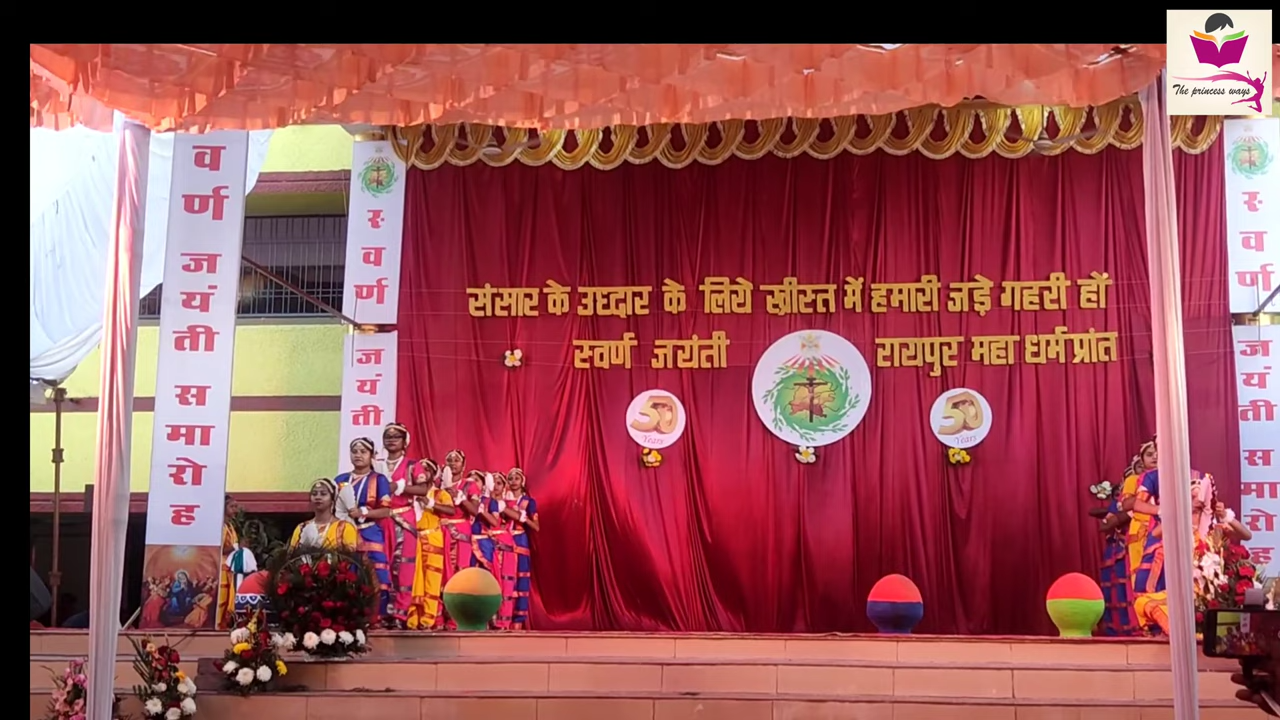 The princess ways
वर्ण जयंती समारोह
स्वर्ण
जयंती
संसार के उघ्दार के लिये ख्रीस्त में हमारी जड़े गहरी हों
स्वर्ण जयंती रायपुर महा धर्मप्रांत
50
Years
50
Years
स्वर्ण
जयंती समारोह